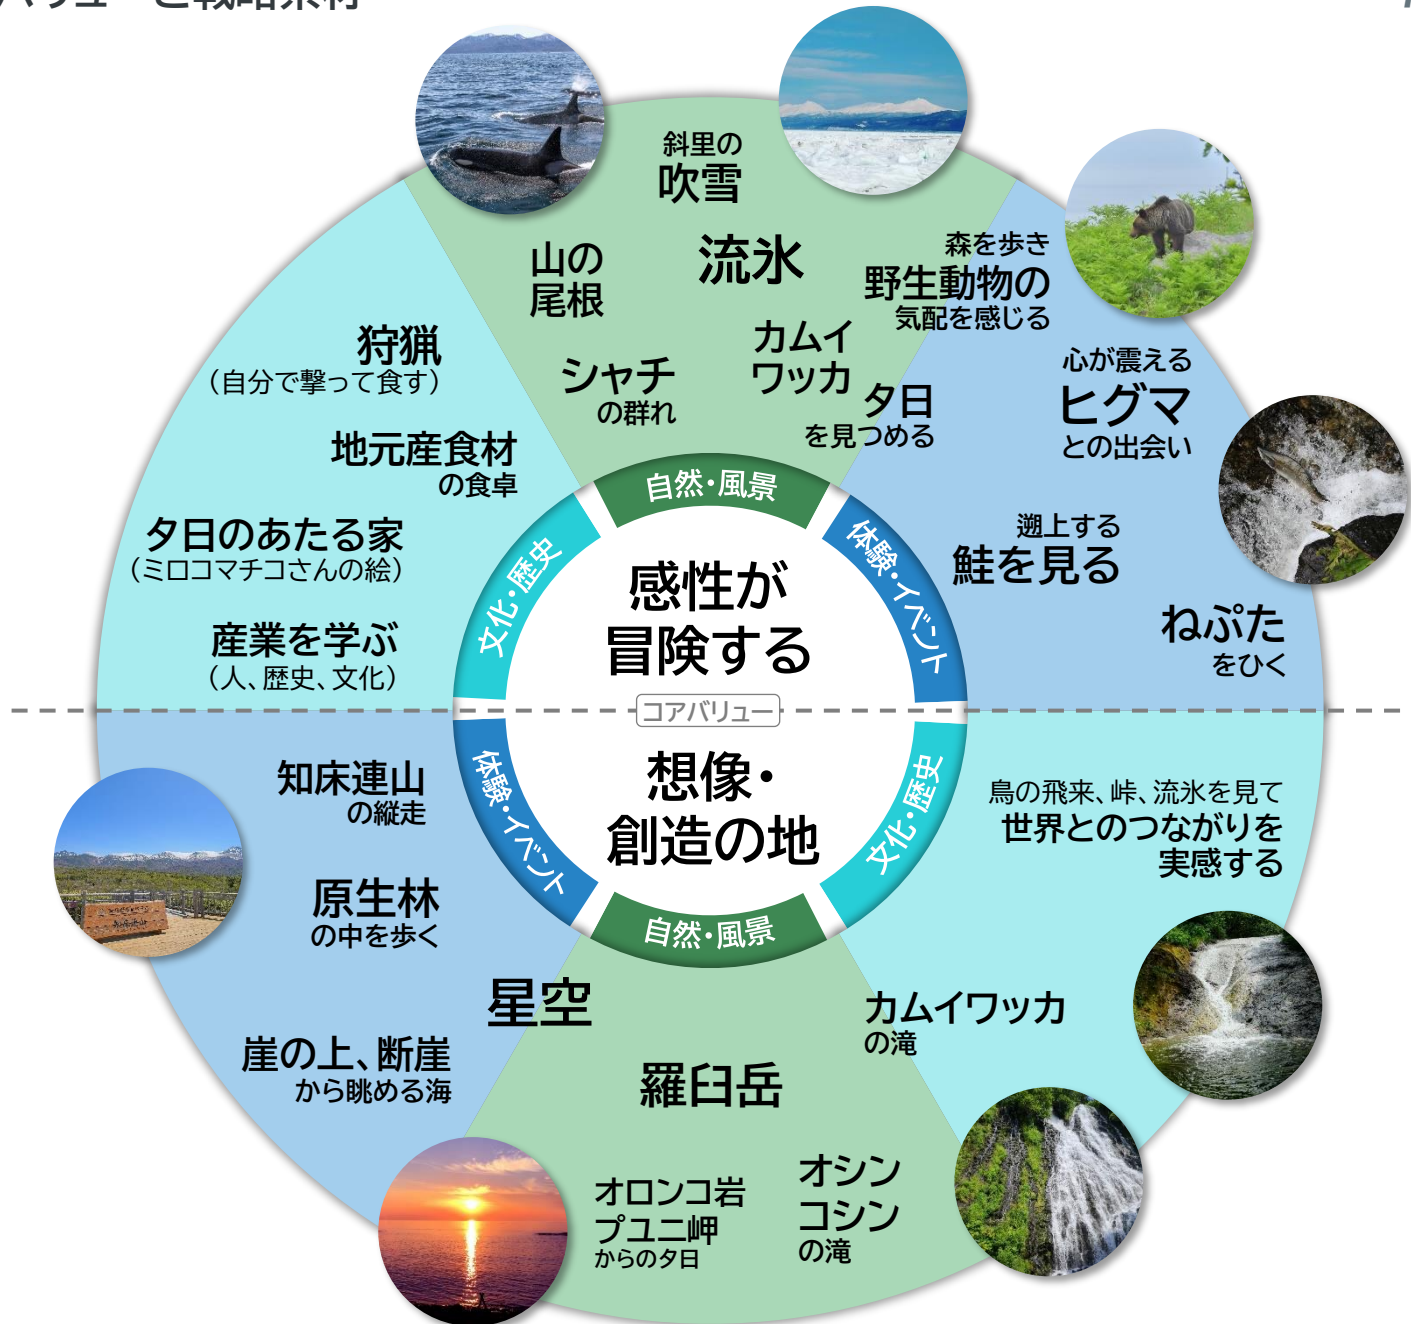 バリューと戦略素材
斜里の
吹雪
流氷
山の
尾根
シャチ
の群れ
カムイ
ワッカ
夕日
を見つめる
森を歩き
野生動物の
気配を感じる
心が震える
ヒグマ
との出会い
遡上する
鮭を見る
ねぷた
をひく
狩猟
（自分で撃って食す）
地元産食材
の食卓
夕日のあたる家
（ミロコマチコさんの絵）
産業を学ぶ
（人、歴史、文化）
自然・風景
文化・歴史
体験・イベント
感性が
冒険する
コアバリュー
想像・
創造の地
体験・イベント
文化・歴史
自然・風景
知床連山
の縦走
原生林
の中を歩く
星空
崖の上、断崖
から眺める海
羅臼岳
オロンコ岩
プユニ岬
からの夕日
オシン
コシン
の滝
カムイワッカ
の滝
鳥の飛来、峠、流氷を見て
世界とのつながりを
実感する